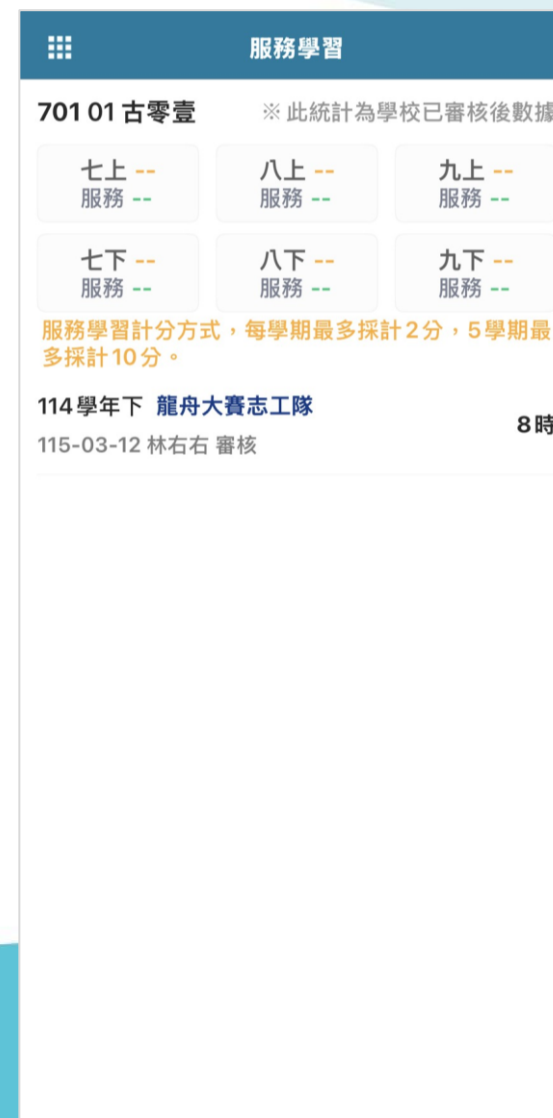 服務學習
701 01 古零壹 ※ 此統計為學校已審核後數據
七上 -- 八上 -- 九上 --
服務 -- 服務 -- 服務 --
七下 -- 八下 -- 九下 --
服務 -- 服務 -- 服務 --
服務學習計分方式，每學期最多採計2分，5學期最
多採計10分。
114學年下 龍舟大賽志工隊
8時
115-03-12 林右右 審核